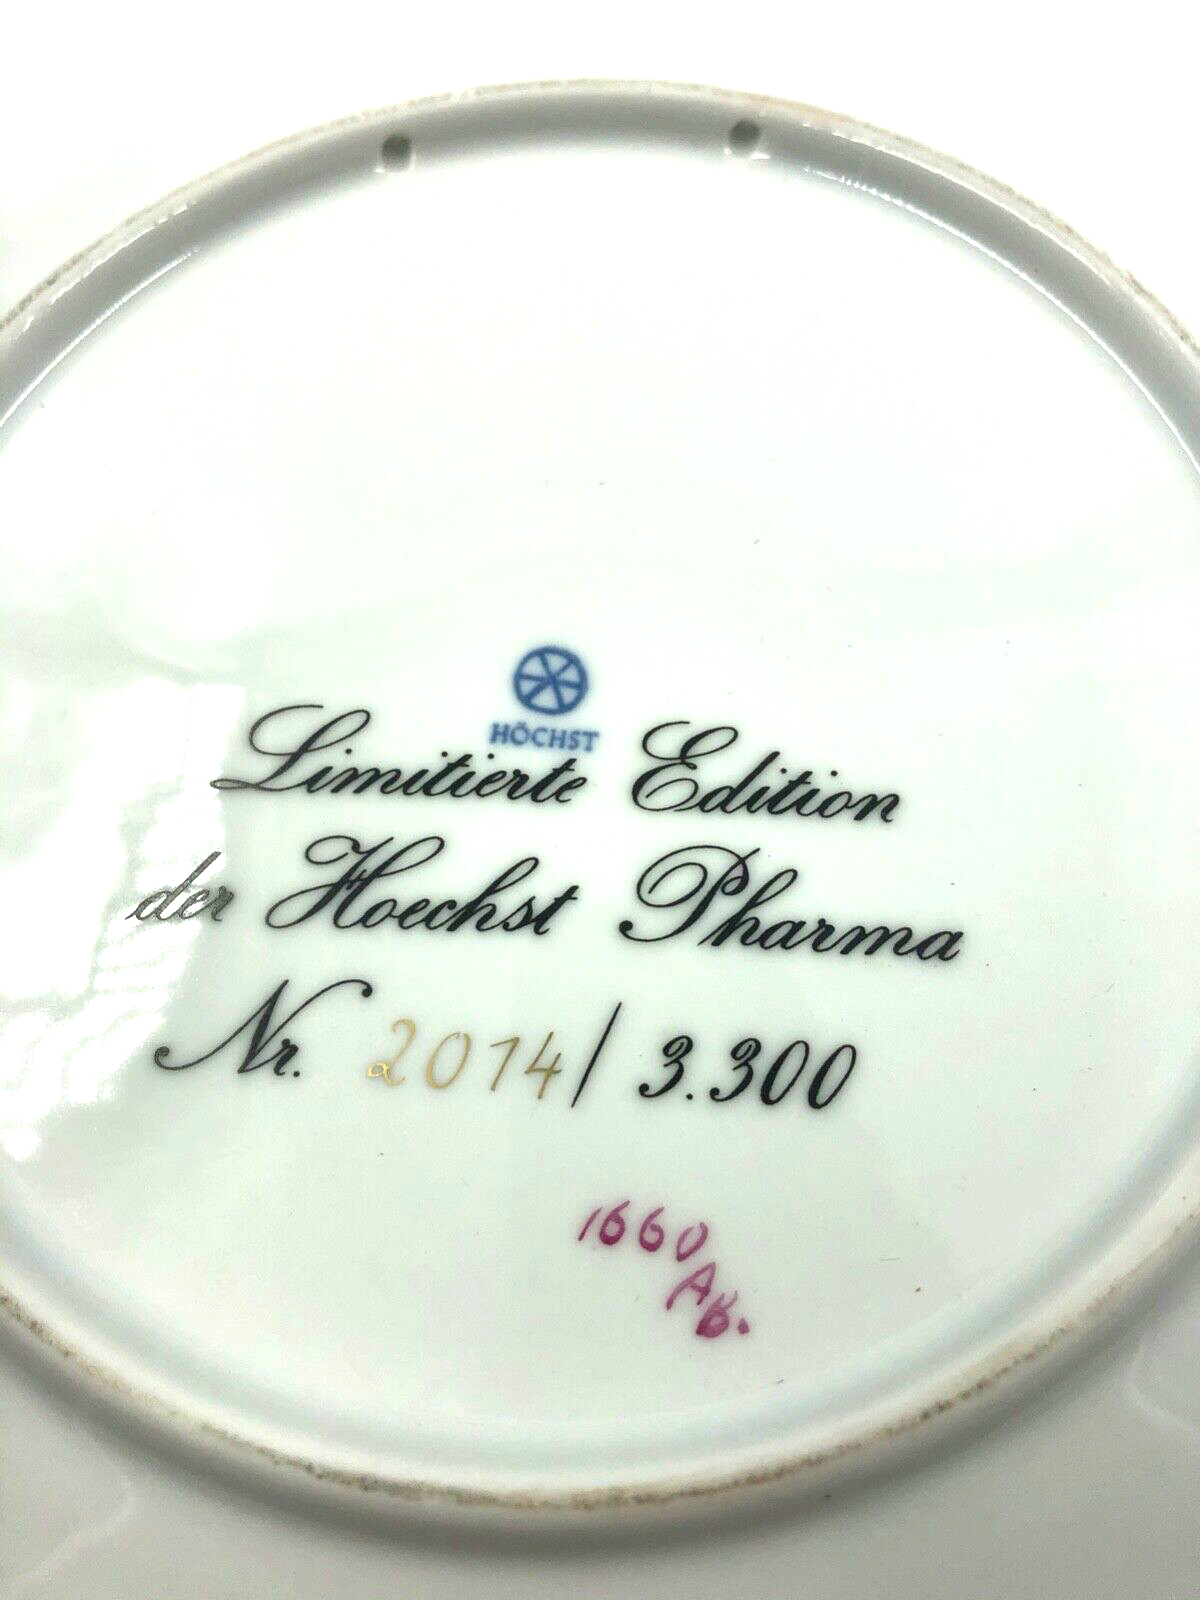 HÖCHST
Limitierte Edition
der Hoechst Pharma
Nr. 2014/3.300
1660
AB.